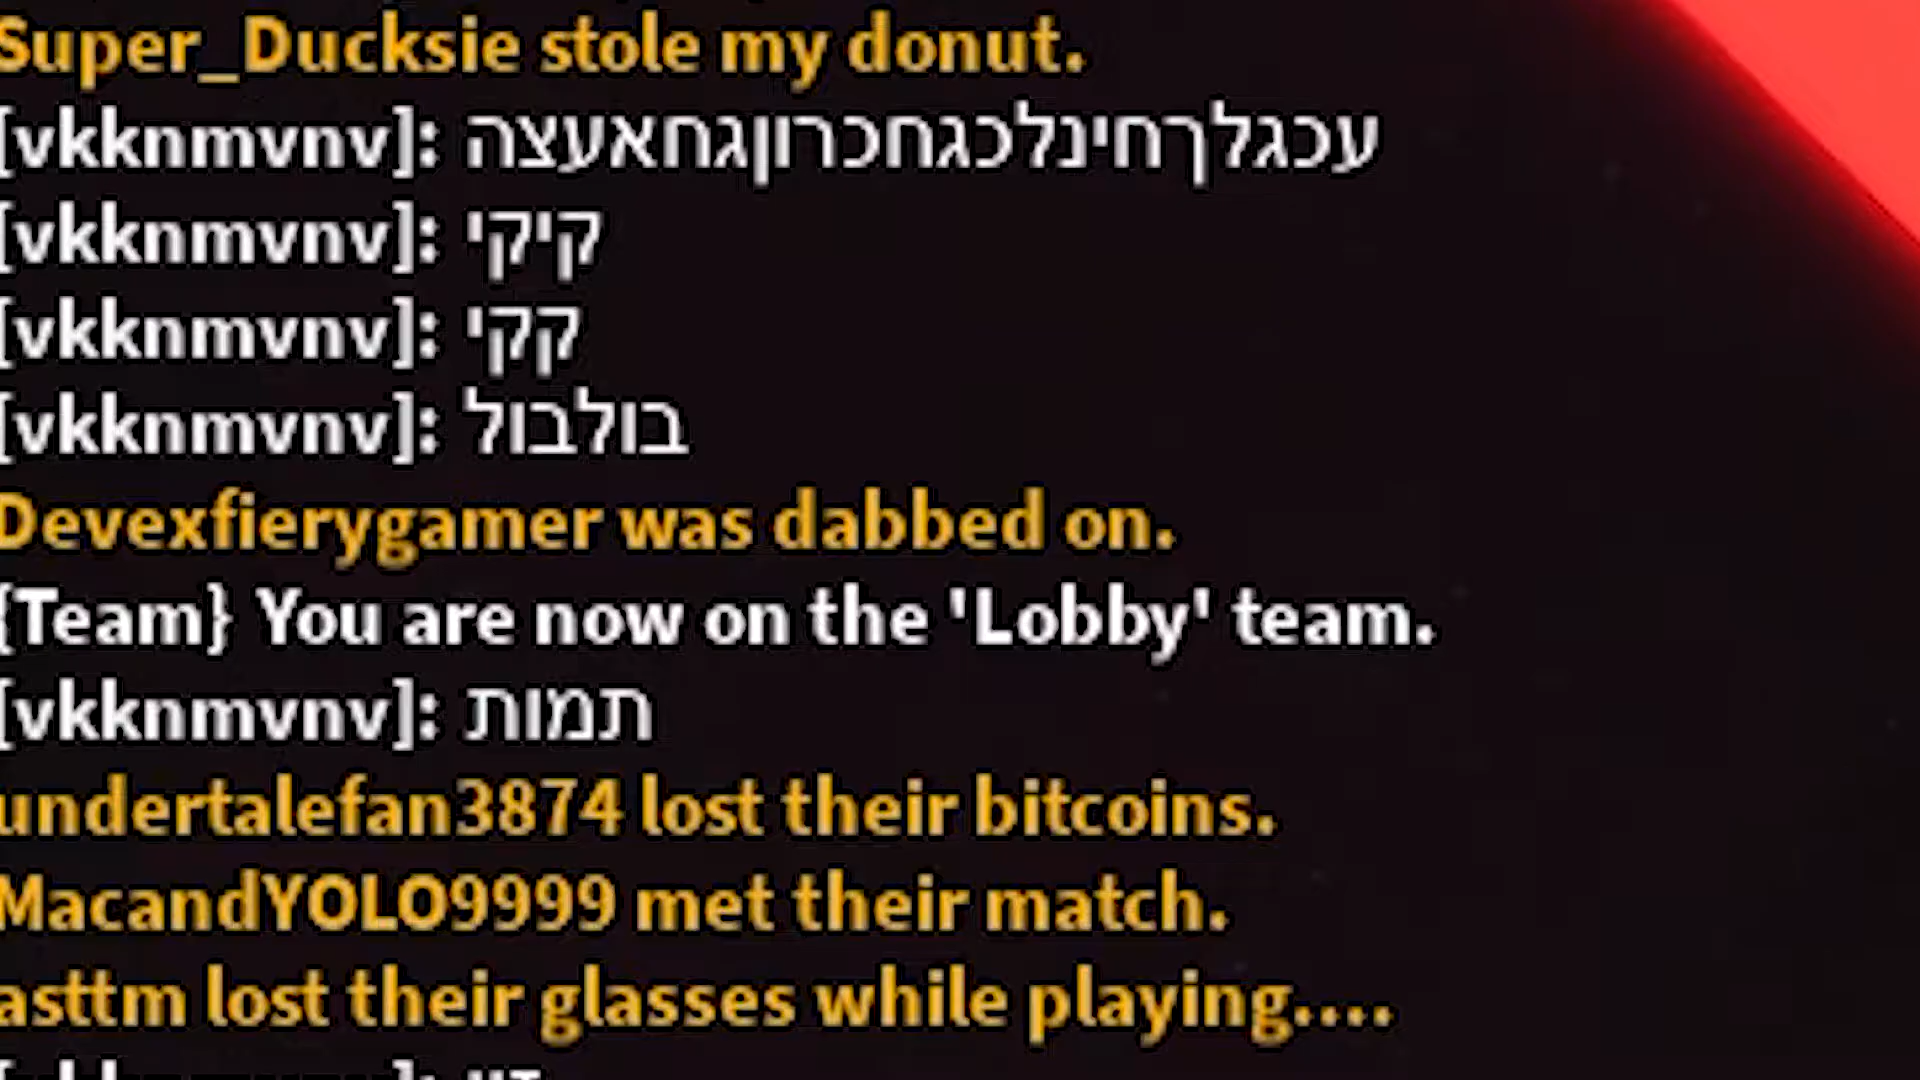 Super_Ducksie stole my donut.
[vkknmvnv]: עכגלךחינלכגחכרוןגחאעצה
[vkknmvnv]: קיקי
[vkknmvnv]: קקי
[vkknmvnv]: בולבול
Devexfierygamer was dabbed on.
{Team} You are now on the 'Lobby' team.
[vkknmvnv]: תמות
undertalefan3874 lost their bitcoins.
MacandYOLO9999 met their match.
asttm lost their glasses while playing....